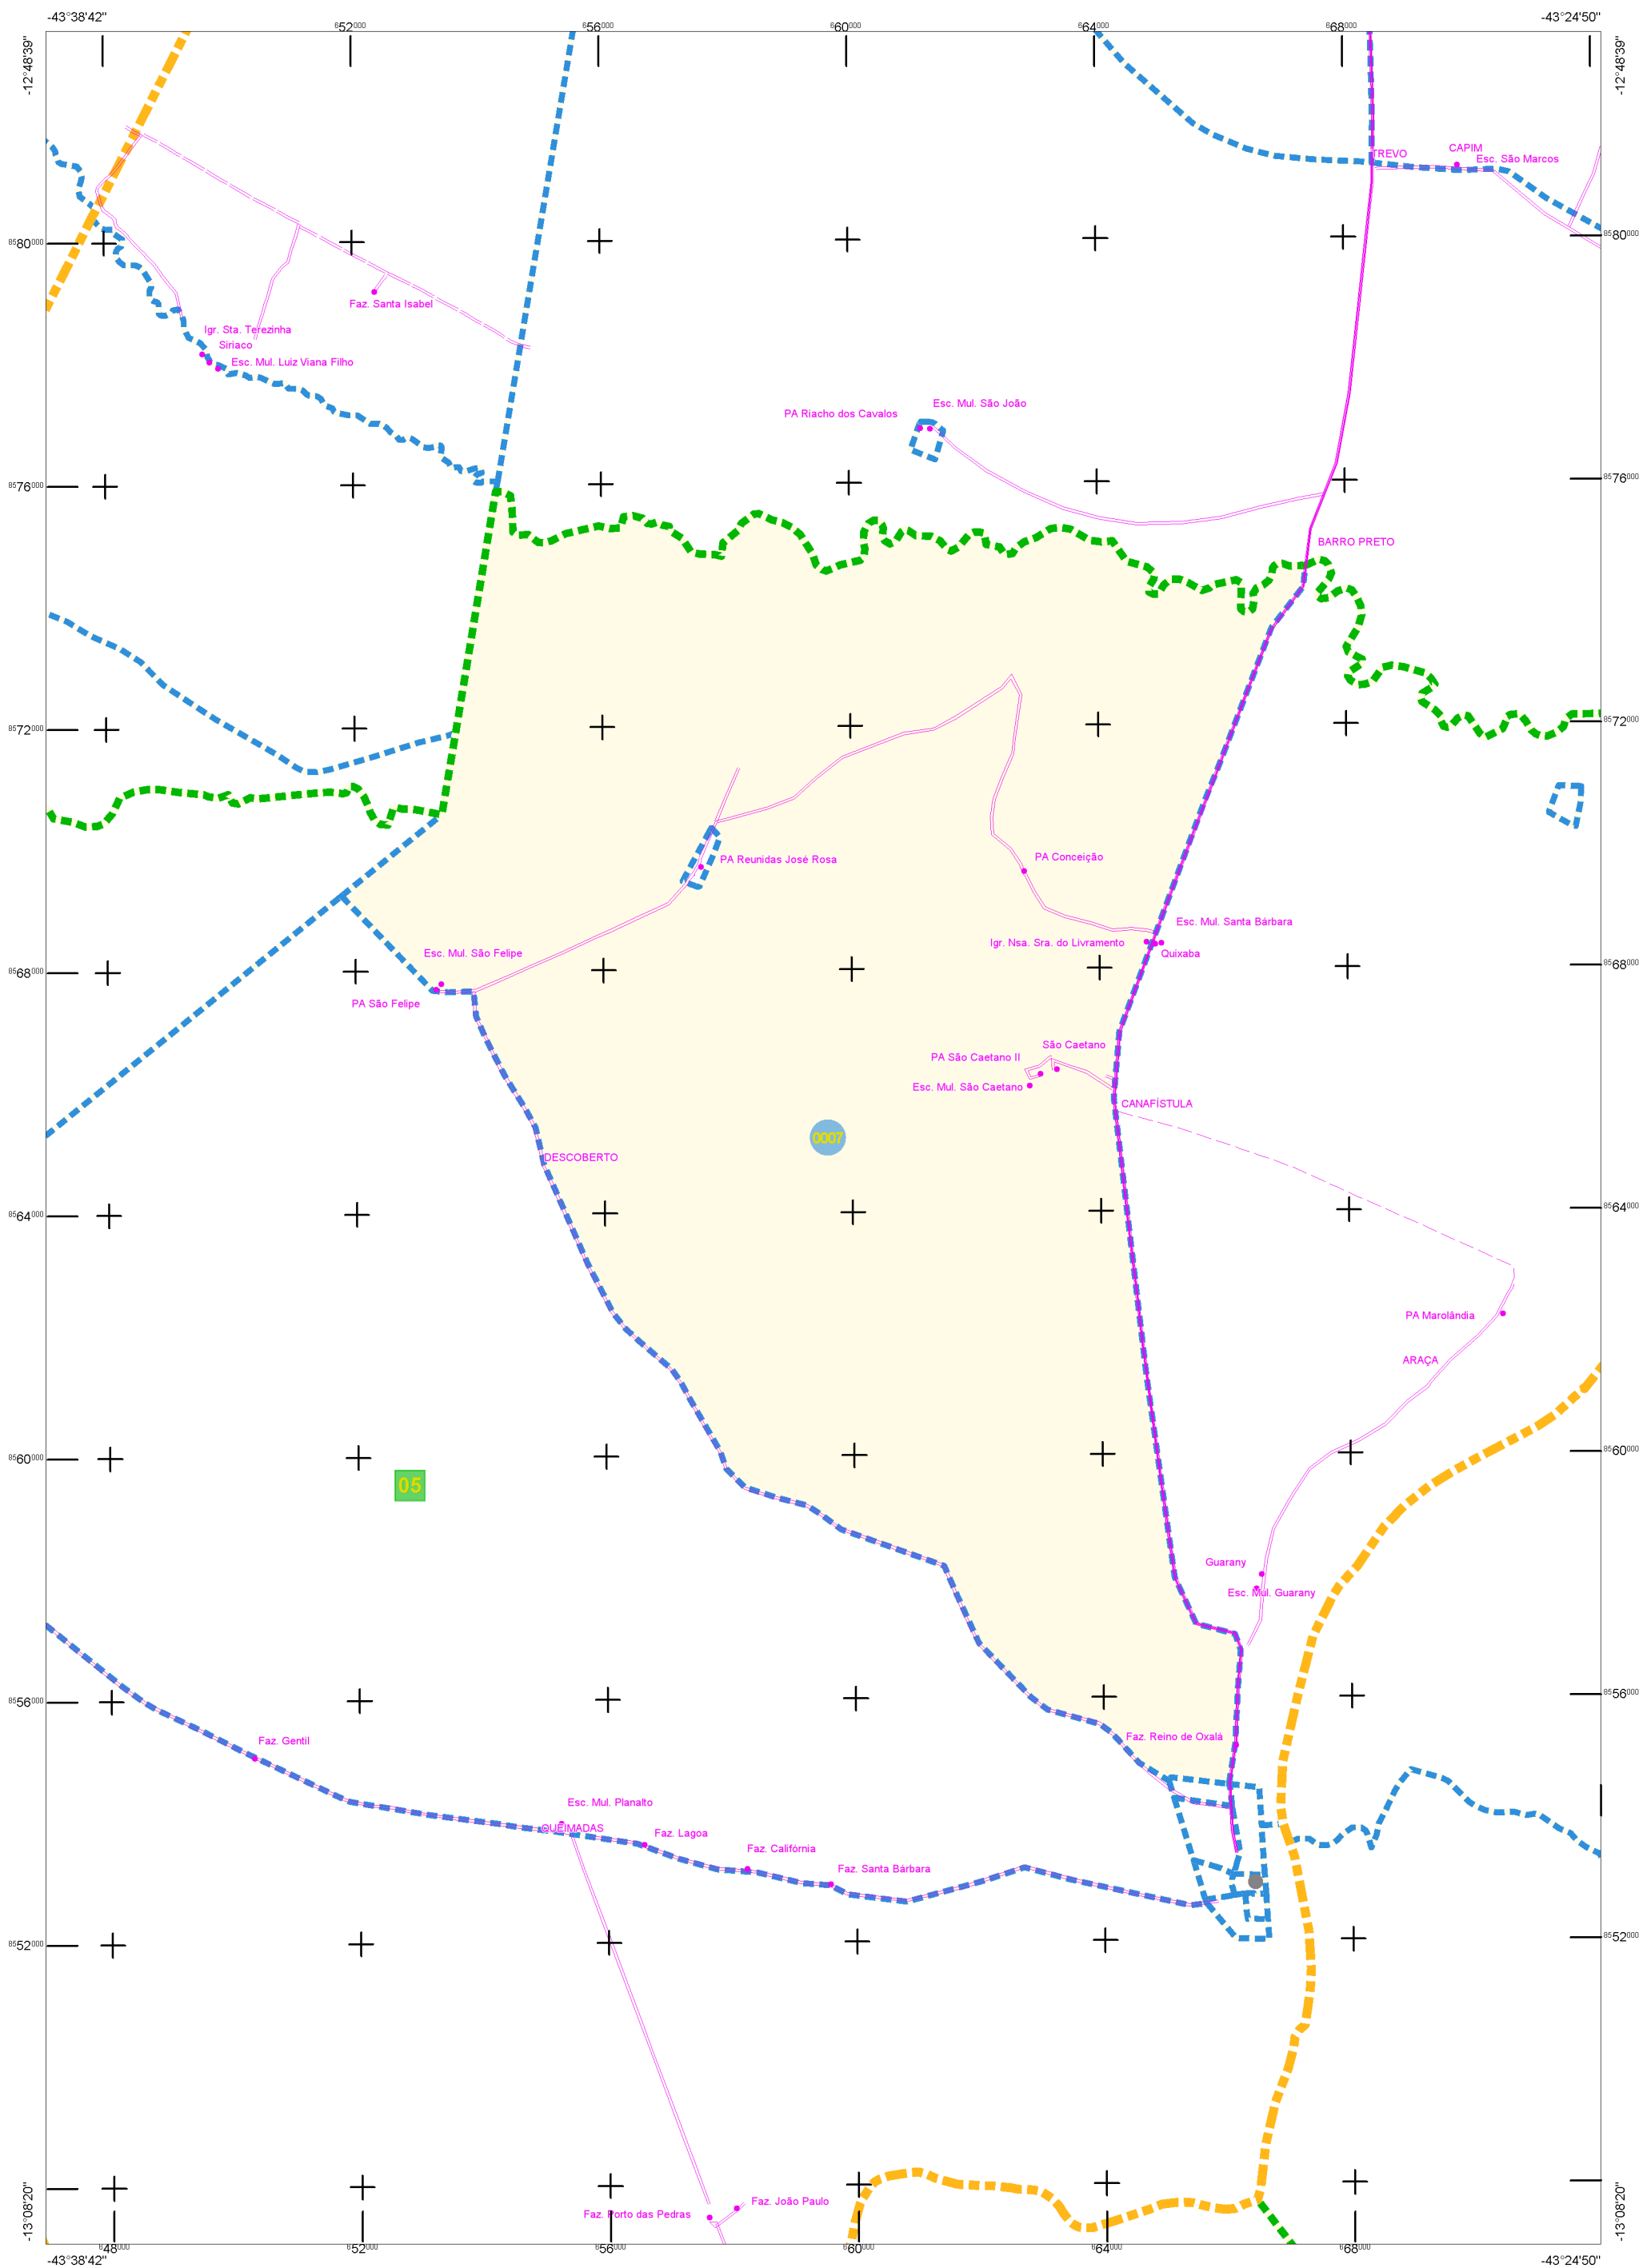 -43°38'42"
652000
656000
660000
664000
668000
-43°24'50"
-12°48'39"
-12°48'39"
TREVO
CAPIM
Esc. São Marcos
8580000
8580000
Faz. Santa Isabel
Igr. Sta. Terezinha
Siriaco
Esc. Mul. Luiz Viana Filho
Esc. Mul. São João
PA Riacho dos Cavalos
8576000
8576000
BARRO PRETO
8572000
8572000
PA Reunidas José Rosa
PA Conceição
Esc. Mul. Santa Bárbara
Igr. Nsa. Sra. do Livramento
Quixaba
Esc. Mul. São Felipe
8568000
8568000
PA São Felipe
São Caetano
PA São Caetano II
Esc. Mul. São Caetano
CANAFÍSTULA
0007
DESCOBERTO
8564000
8564000
PA Marolândia
ARAÇA
8560000
8560000
05
Guarany
Esc. Mul. Guarany
8556000
8556000
Faz. Reino de Oxalá
Faz. Gentil
Esc. Mul. Planalto
QUEIMADAS
Faz. Lagoa
Faz. Califórnia
Faz. Santa Bárbara
8552000
8552000
Faz. João Paulo
Faz. Porto das Pedras
-13°08'20"
-13°08'20"
648000
652000
656000
660000
664000
668000
-43°38'42"
-43°24'50"